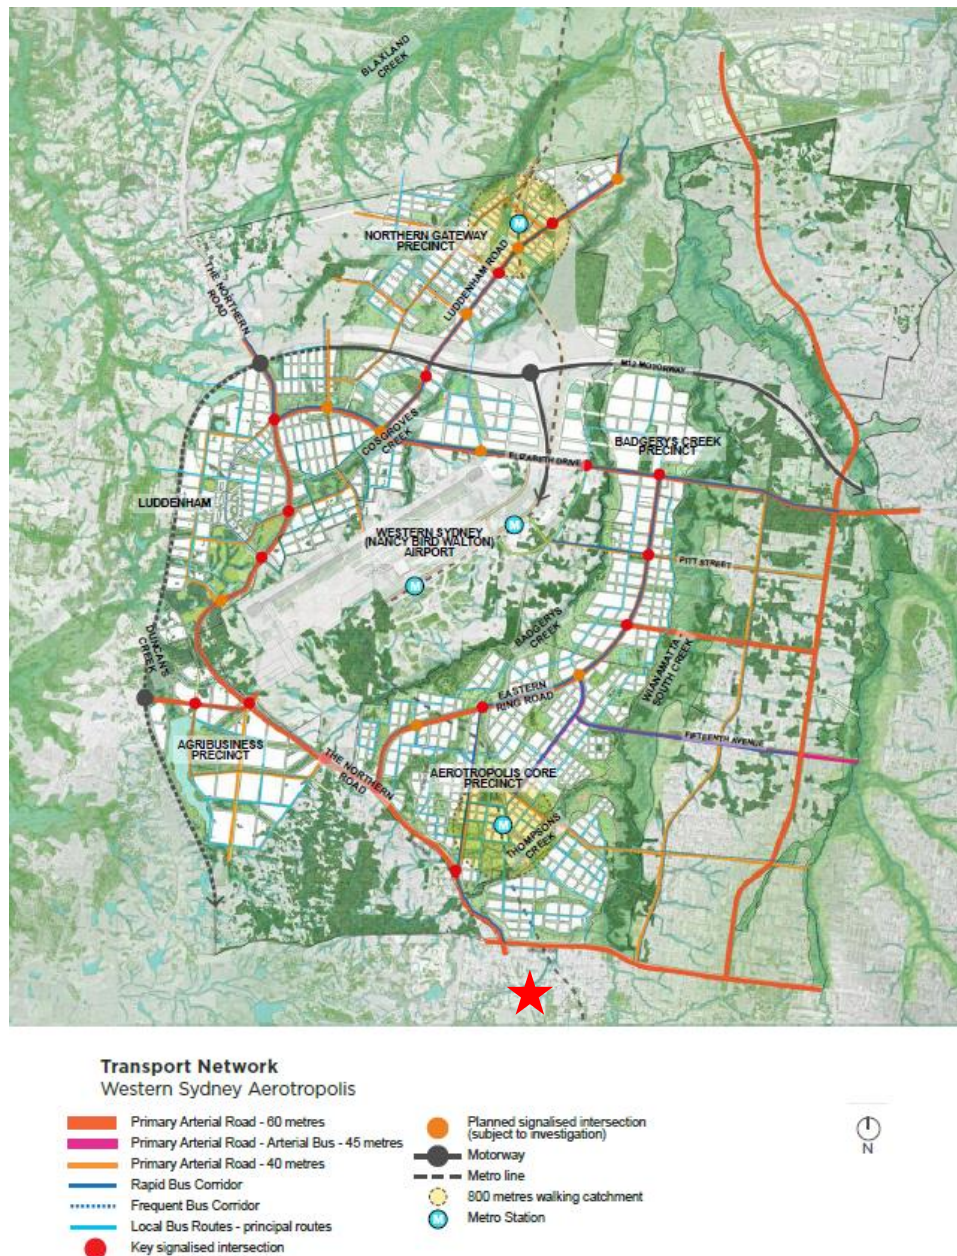 BLAXLAND
CREEK
NORTHERN GATEWAY
PRECINCT
LUDDENHAM ROAD
THE NORTHERN
ROAD
M12 MOTORWAY
COSGROVES
CREEK
BADGERYS CREEK
PRECINCT
ELIZABETH DRIVE
LUDDENHAM
WESTERN SYDNEY
(NANCY BIRD WALTON)
AIRPORT
M
M
M
PITT STREET
BADGERYS
CREEK
DUNCANS
CREEK
WIANAMATTA -
SOUTH CREEK
EASTERN
RING ROAD
FIFTEENTH AVENUE
AGRIBUSINESS
PRECINCT
THE NORTHERN
ROAD
AEROTROPOLIS CORE
PRECINCT
M
THOMPSONS
CREEK
Transport Network
Western Sydney Aerotropolis
Primary Arterial Road - 60 metres
Primary Arterial Road - Arterial Bus - 45 metres
Primary Arterial Road - 40 metres
Rapid Bus Corridor
Frequent Bus Corridor
Local Bus Routes - principal routes
Key signalised intersection
Planned signalised intersection
(subject to investigation)
Motorway
Metro line
800 metres walking catchment
M Metro Station
N